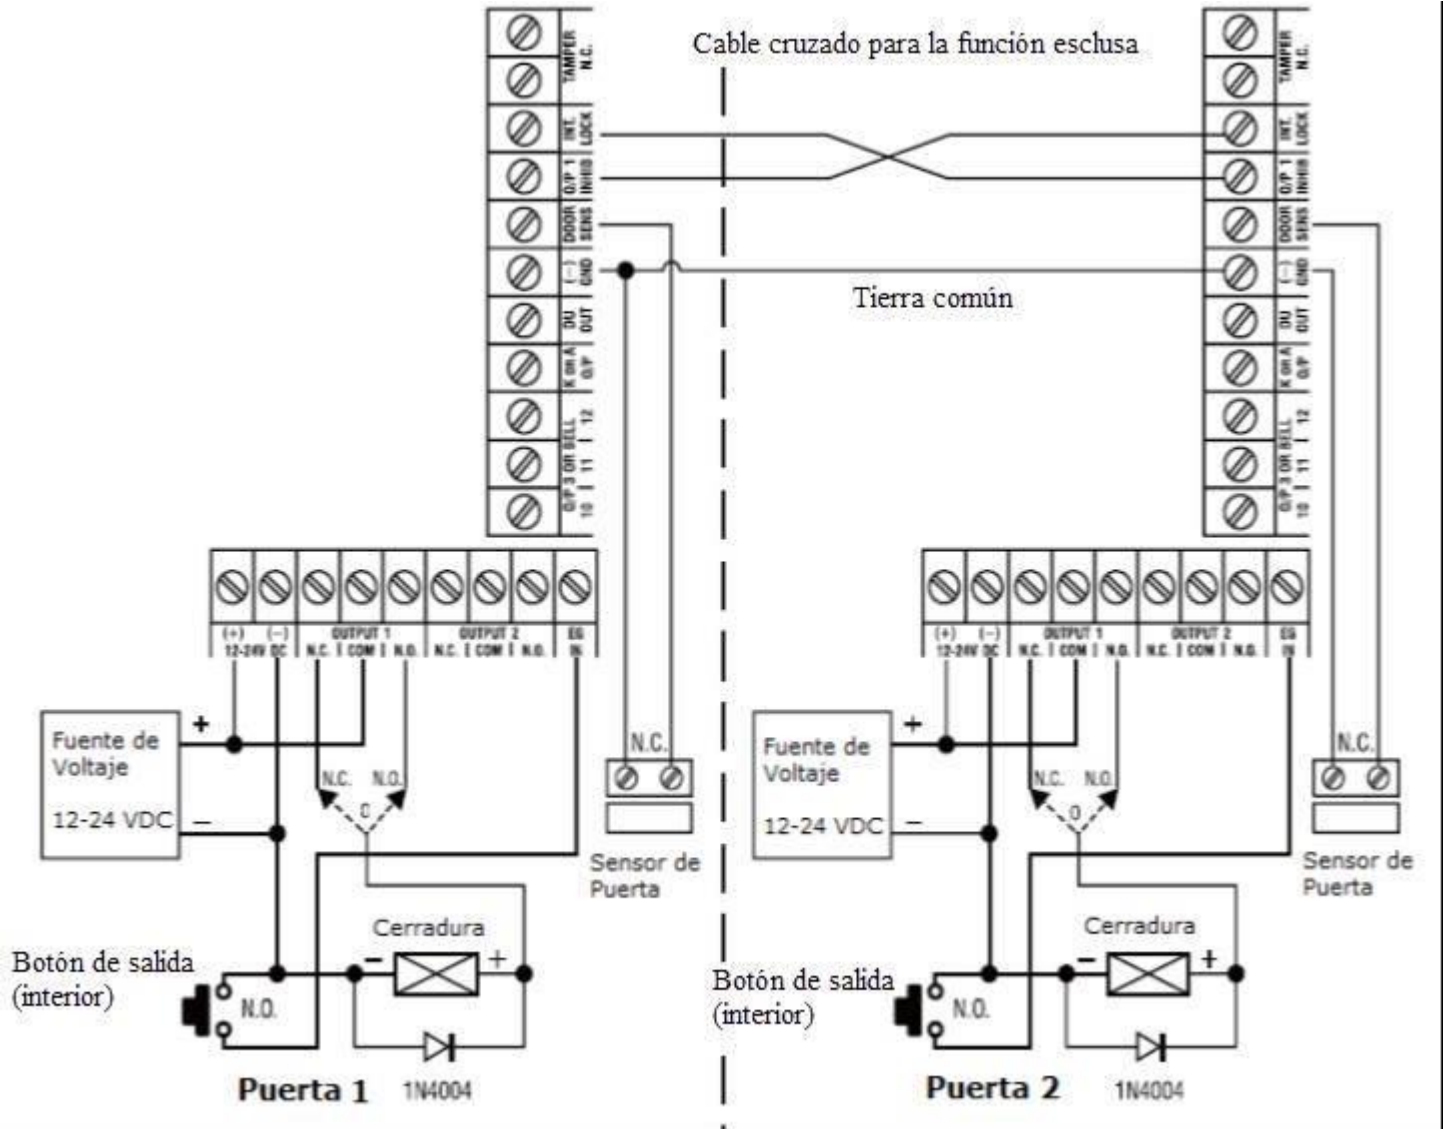 Cable cruzado para la función esclusa
TAMPER
N.C.
INT.
LOCK
O/P 1
INHIB
DOOR
SENS
(−)
GND
DU
OUT
K or A
O/P
O/P 3 OR BELL
10 | 11 | 12
TAMPER
N.C.
INT.
LOCK
O/P 1
INHIB
DOOR
SENS
(−)
GND
DU
OUT
K or A
O/P
O/P 3 OR BELL
10 | 11 | 12
Tierra común
(+) (−) OUTPUT 1 OUTPUT 2 EG
12-24V DC N.C. | COM | N.O. N.C. | COM | N.O. IN
(+) (−) OUTPUT 1 OUTPUT 2 EG
12-24V DC N.C. | COM | N.O. N.C. | COM | N.O. IN
Fuente de
Voltaje
12-24 VDC
+
−
N.C. N.O.
O
N.C.
Sensor de
Puerta
Cerradura
− +
Botón de salida
(interior)
N.O.
Puerta 1
1N4004
Fuente de
Voltaje
12-24 VDC
+
−
N.C. N.O.
O
N.C.
Sensor de
Puerta
Cerradura
− +
Botón de salida
(interior)
N.O.
Puerta 2
1N4004